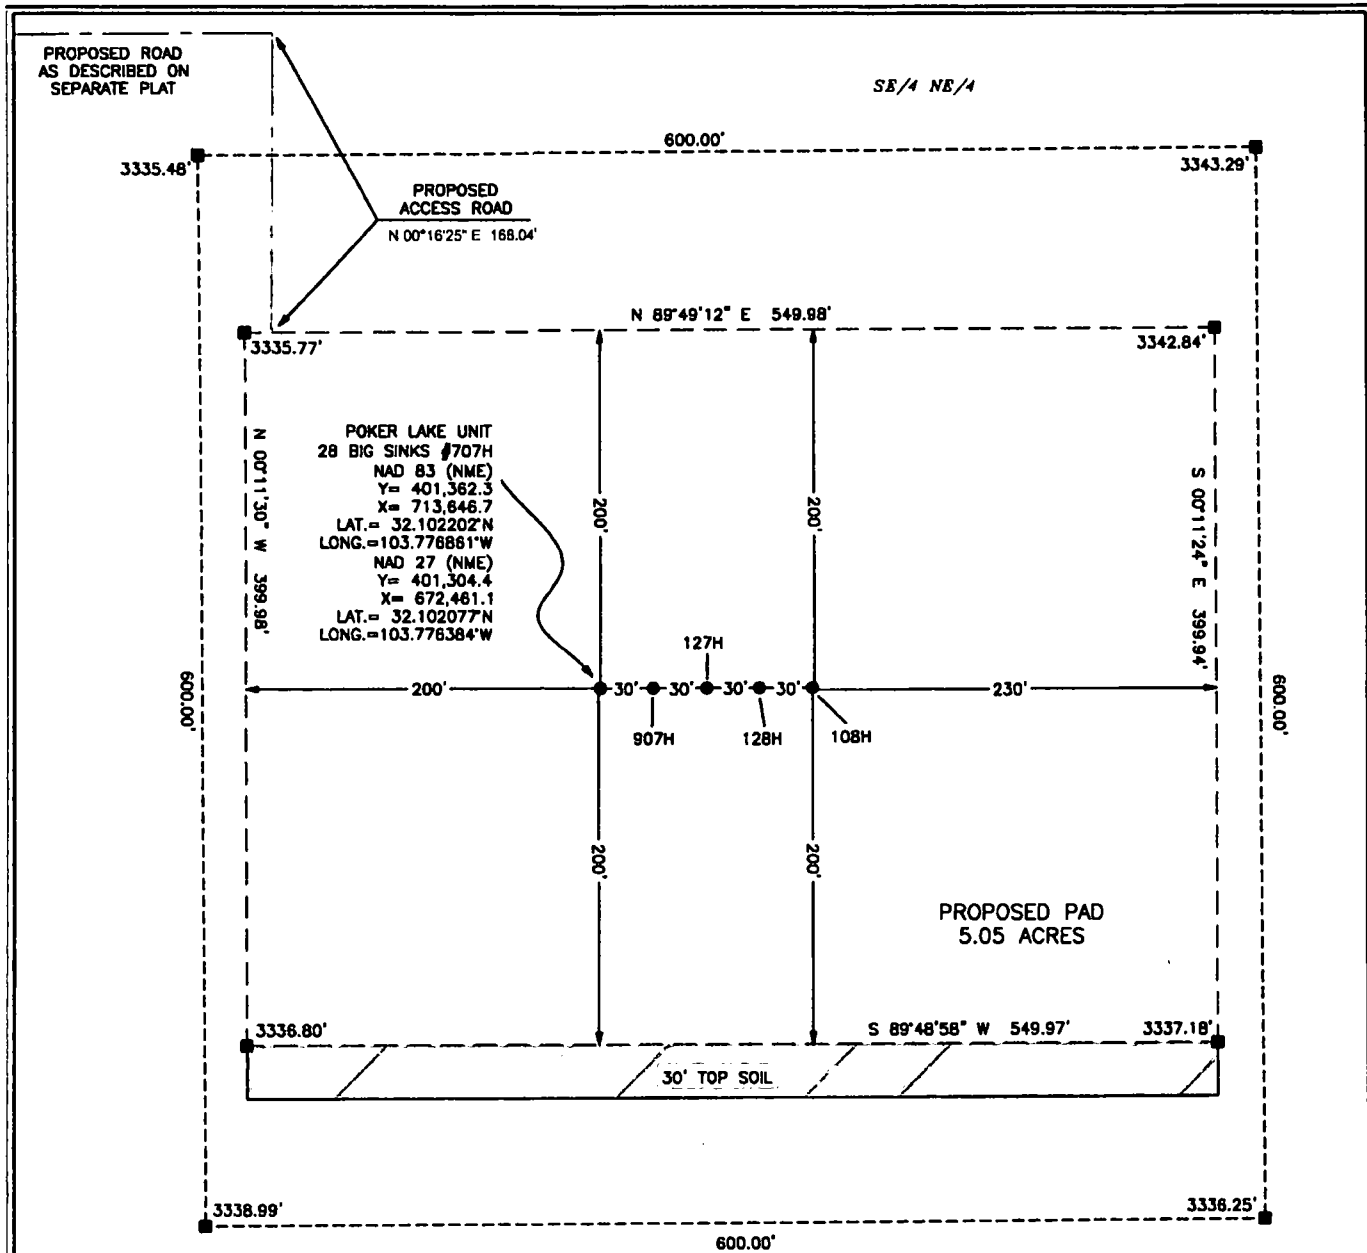 PROPOSED ROAD
AS DESCRIBED ON
SEPARATE PLAT
SE/4 NE/4
600.00'
3335.48'
3343.29'
PROPOSED
ACCESS ROAD
N 00°16'25" E 168.04'
N 89°49'12" E 549.98'
3335.77'
3342.84'
POKER LAKE UNIT
28 BIG SINKS #707H
NAD 83 (NME)
Y= 401,362.3
X= 713,646.7
LAT.= 32.102202°N
LONG.=103.776861°W
NAD 27 (NME)
Y= 401,304.4
X= 672,461.1
LAT.= 32.102077°N
LONG.=103.776384°W
N 00°11'30" W 399.98'
200'
200'
S 00°11'24" E 399.94'
127H
600.00'
200'
30'
30'
30'
30'
230'
600.00'
907H
128H
108H
200'
200'
PROPOSED PAD
5.05 ACRES
3336.80'
S 89°48'58" W 549.97'
3337.18'
30' TOP SOIL
3338.99'
3336.25'
600.00'